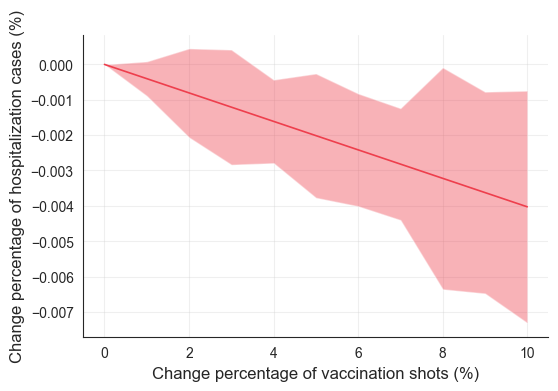 Change percentage of hospitalization cases (%)
0.000
−0.001
−0.002
−0.003
−0.004
−0.005
−0.006
−0.007
0 2 4 6 8 10
Change percentage of vaccination shots (%)